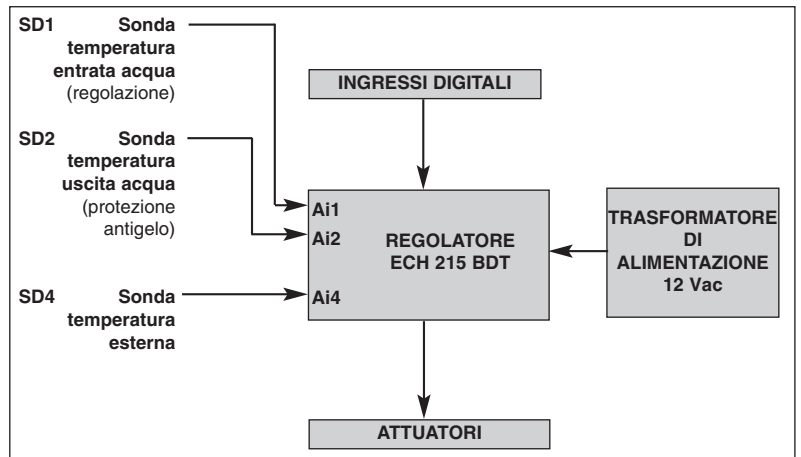 SD1 Sonda
temperatura
entrata acqua
(regolazione)
SD2 Sonda
temperatura
uscita acqua
(protezione
antigelo)
SD4 Sonda
temperatura
esterna
INGRESSI DIGITALI
Ai1
Ai2
Ai4
REGOLATORE
ECH 215 BDT
TRASFORMATORE
DI
ALIMENTAZIONE
12 Vac
ATTUATORI